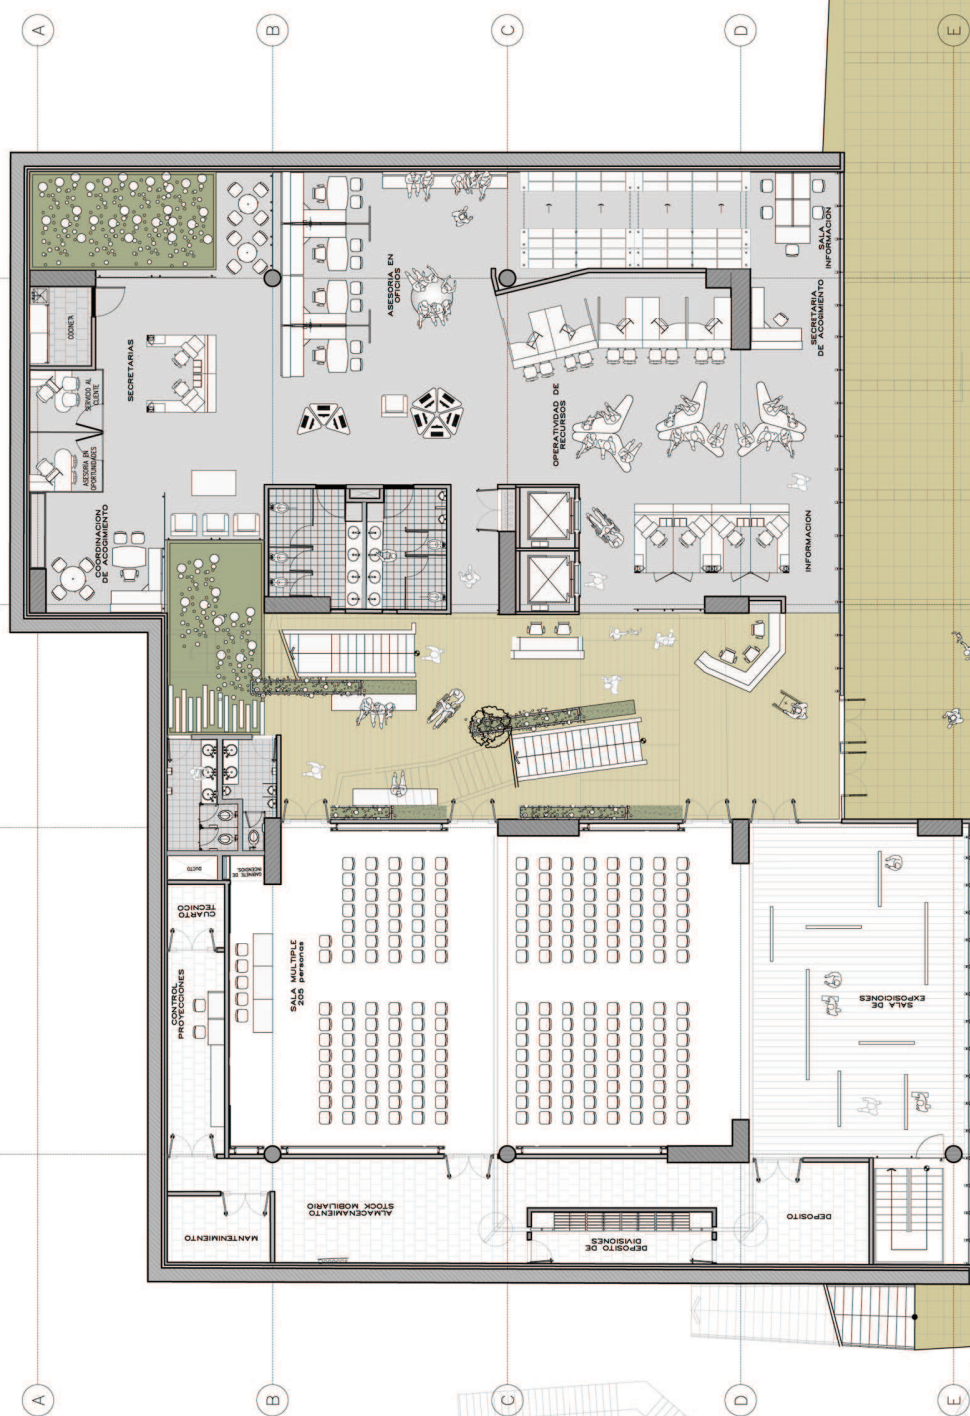 A
B
C
D
E
COCINETA
SERVICIO AL
CLIENTE
ASESORIA EN
OPORTUNIDADES
SECRETARIAS
COORDINACION
DE ACOGIMIENTO
ASESORIA EN
OFICIOS
OPERATIVIDAD DE
RECURSOS
SALA
INFORMACION
SECRETARIA
DE ACOGIMIENTO
INFORMACION
DUCTO
GABINETE DE
INCENDIOS.
CUARTO
TECNICO
CONTROL
PROYECCIONES
SALA MULTIPLE
205 personas
SALA DE
EXPOSICIONES
MANTENIMIENTO
ALMACENAMIENTO
STOCK MOBILIARIO
DEPOSITO DE
DIVISIONES
DEPOSITO
A
B
C
D
E